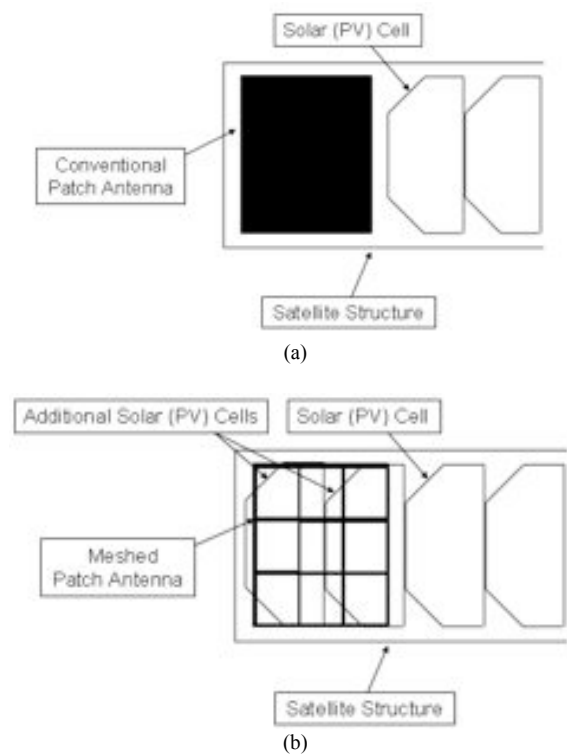 Solar (PV) Cell
Conventional
Patch Antenna
Satellite Structure
(a)
Additional Solar (PV) Cells
Solar (PV) Cell
Meshed
Patch Antenna
Satellite Structure
(b)